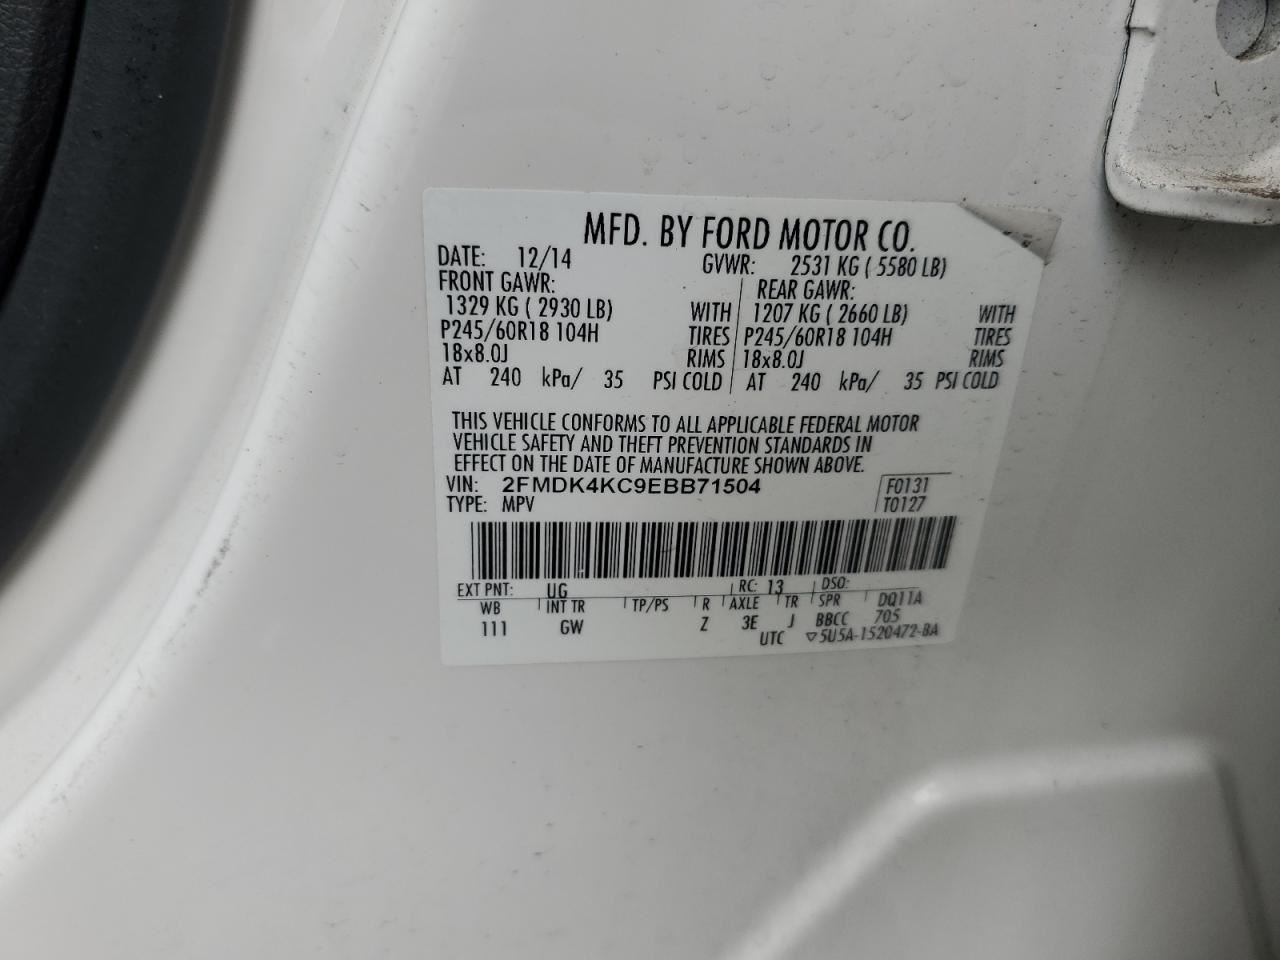 MFD. BY FORD MOTOR CO.
DATE: 12/14 GVWR: 2531 KG ( 5580 LB)
FRONT GAWR: REAR GAWR:
1329 KG ( 2930 LB) WITH 1207 KG ( 2660 LB) WITH
P245/60R18 104H TIRES P245/60R18 104H TIRES
18x8.0J RIMS 18x8.0J RIMS
AT 240 kPa/ 35 PSI COLD AT 240 kPa/ 35 PSI COLD
THIS VEHICLE CONFORMS TO ALL APPLICABLE FEDERAL MOTOR
VEHICLE SAFETY AND THEFT PREVENTION STANDARDS IN
EFFECT ON THE DATE OF MANUFACTURE SHOWN ABOVE.
VIN: 2FMDK4KC9EBB71504 F0131
TYPE: MPV T0127
EXT PNT: UG RC: 13 DSO:
WB INT TR TP/PS R AXLE TR SPR DQ11A
111 GW Z 3E J BBCC 705
UTC ▽5U5A-1520472-BA